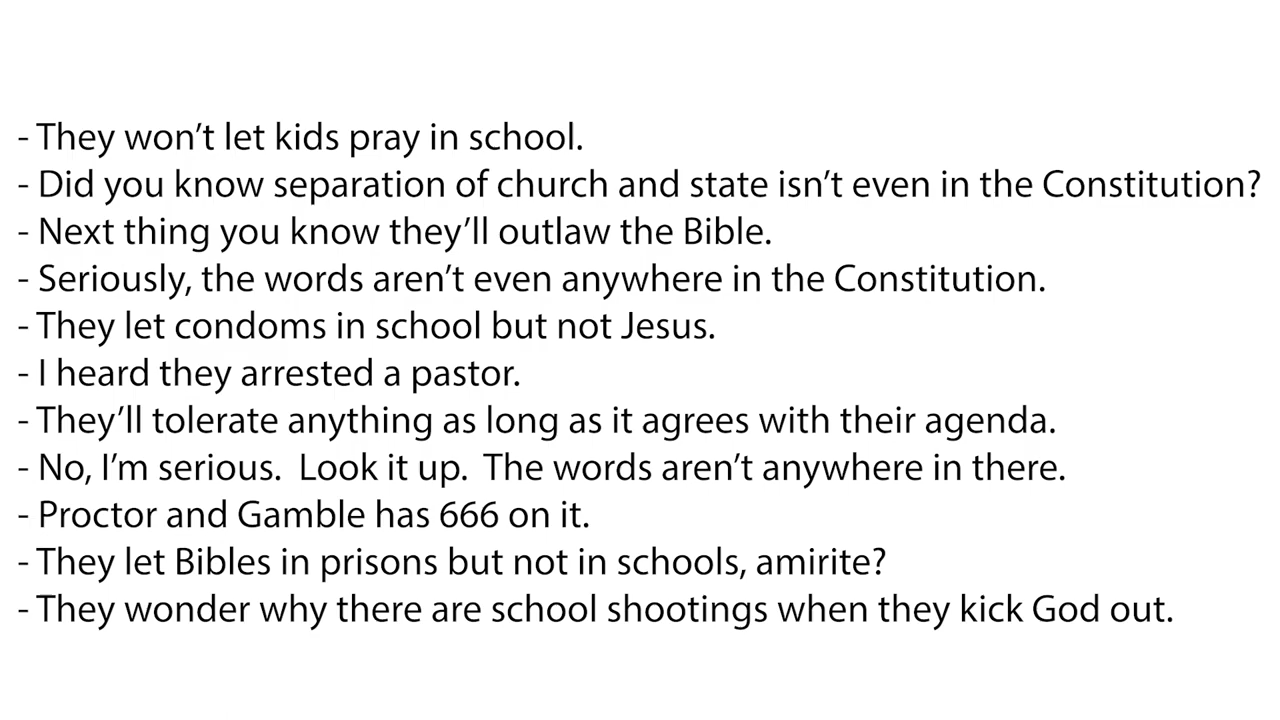 - They won’t let kids pray in school.
- Did you know separation of church and state isn’t even in the Constitution?
- Next thing you know they’ll outlaw the Bible.
- Seriously, the words aren’t even anywhere in the Constitution.
- They let condoms in school but not Jesus.
- I heard they arrested a pastor.
- They’ll tolerate anything as long as it agrees with their agenda.
- No, I’m serious.  Look it up.  The words aren’t anywhere in there.
- Proctor and Gamble has 666 on it.
- They let Bibles in prisons but not in schools, amirite?
- They wonder why there are school shootings when they kick God out.